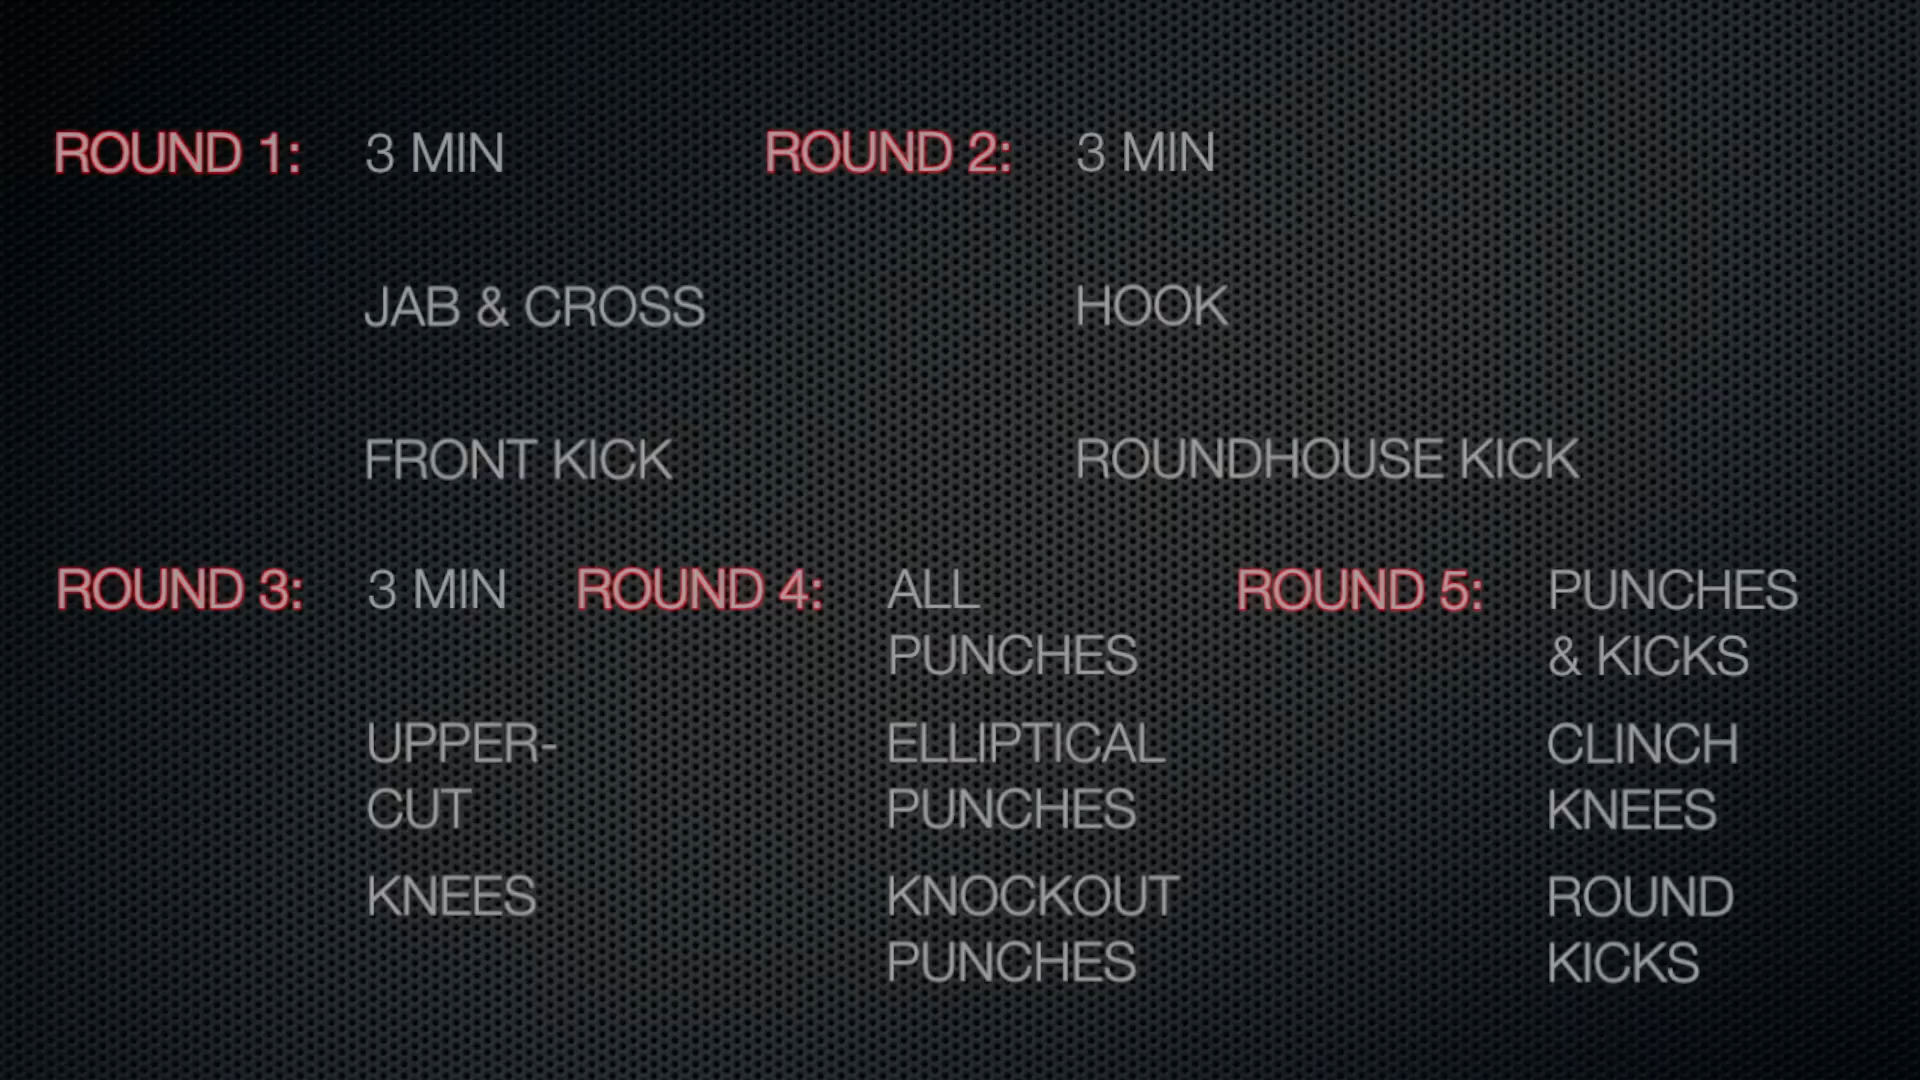 ROUND 1: 3 MIN
JAB & CROSS
FRONT KICK
ROUND 2: 3 MIN
HOOK
ROUNDHOUSE KICK
ROUND 3: 3 MIN
UPPER-
CUT
KNEES
ROUND 4: ALL
PUNCHES
ELLIPTICAL
PUNCHES
KNOCKOUT
PUNCHES
ROUND 5: PUNCHES
& KICKS
CLINCH
KNEES
ROUND
KICKS